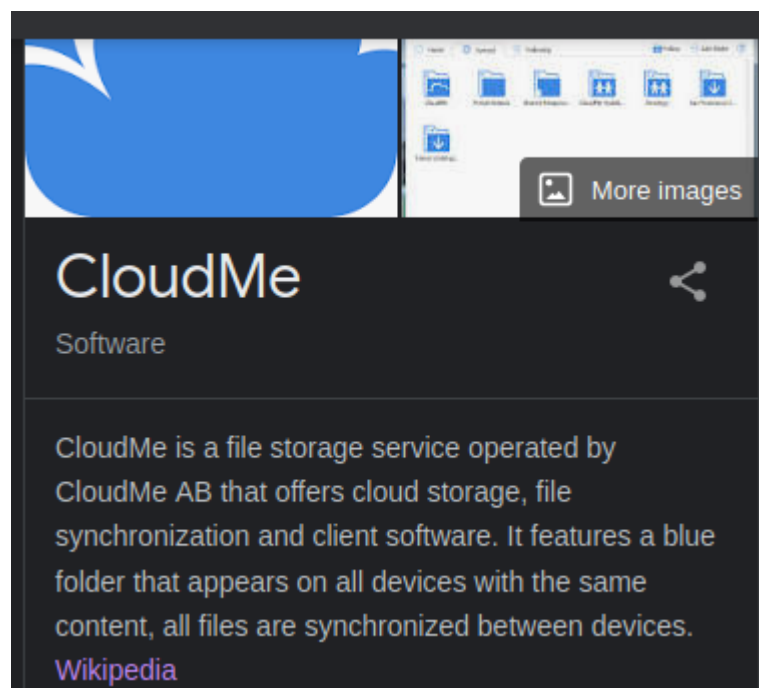 More images
CloudMe
Software
CloudMe is a file storage service operated by
CloudMe AB that offers cloud storage, file
synchronization and client software. It features a blue
folder that appears on all devices with the same
content, all files are synchronized between devices.
Wikipedia